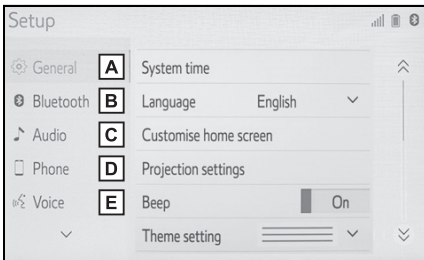 Setup
General A System time
Bluetooth B Language English
Audio C Customise home screen
Phone D Projection settings
Voice E Beep On
Theme setting